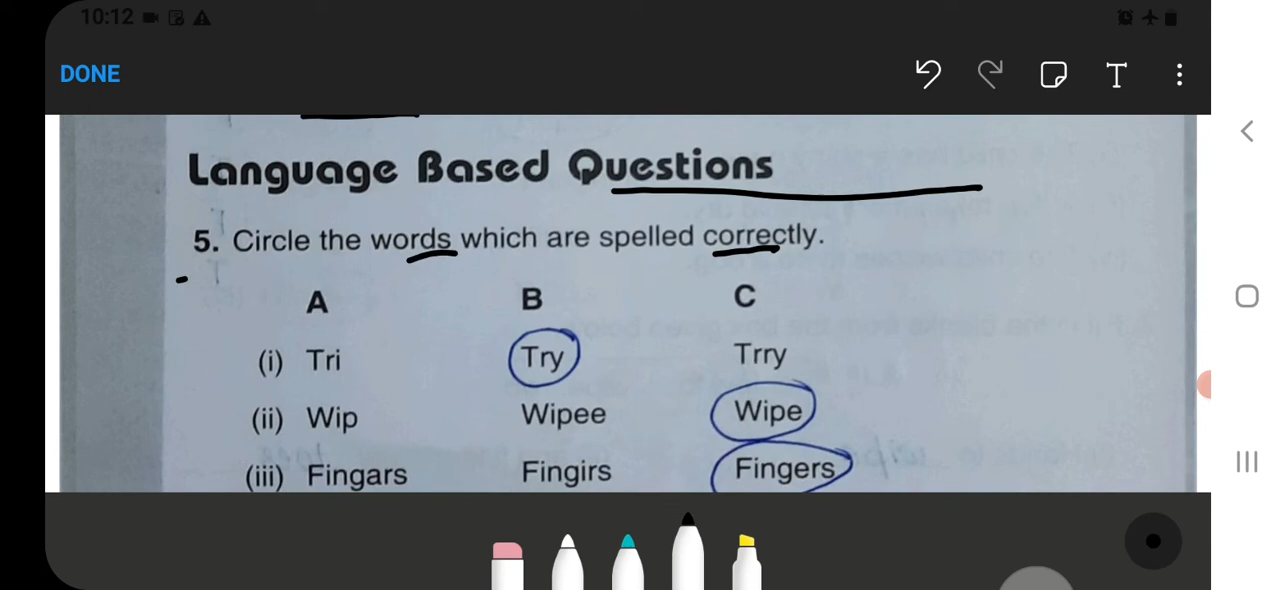 10:12
DONE
T
Language Based Questions
5. Circle the words which are spelled correctly.
A B C
(i) Tri Try Trry
(ii) Wip Wipee Wipe
(iii) Fingars Fingirs Fingers